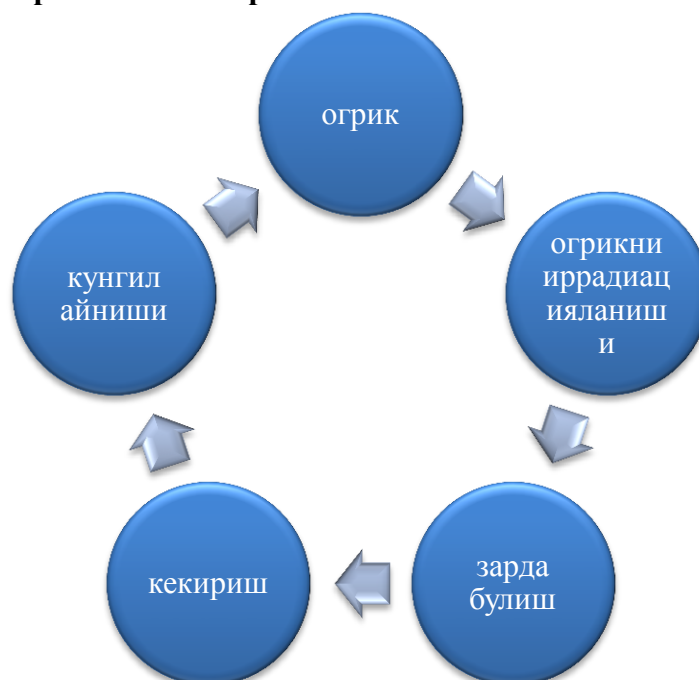 огрик
огрикни
иррадиац
ияланиш
и
зарда
булиш
кекириш
кунгил
айниши